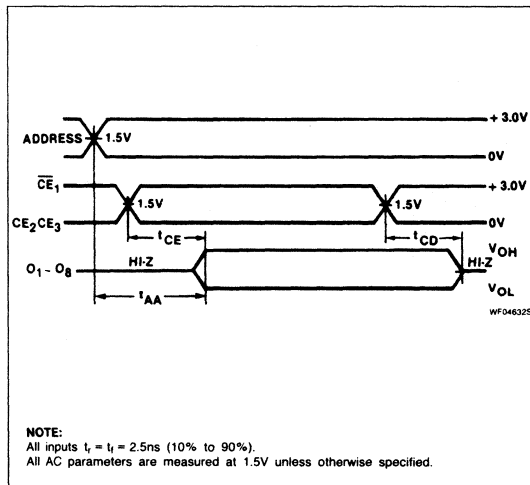 + 3.0V
ADDRESS
1.5V
0V
CE1
+ 3.0V
1.5V
1.5V
CE2CE3
0V
tCE
tCD
VOH
O1 - O8
HI-Z
HI-Z
tAA
VOL
WF04632S
NOTE:
All inputs tr = tf = 2.5ns (10% to 90%).
All AC parameters are measured at 1.5V unless otherwise specified.